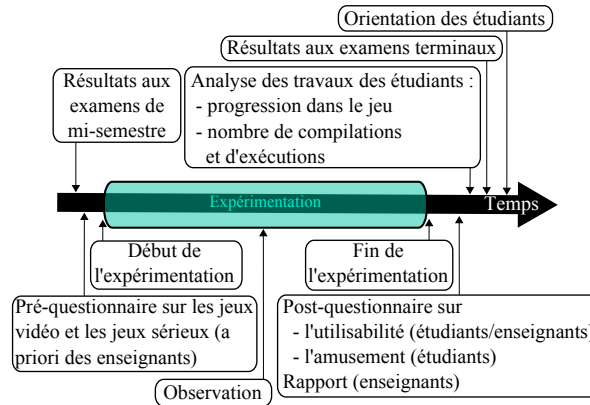 Orientation des étudiants
Résultats aux examens terminaux
Résultats aux
examens de
mi-semestre
Analyse des travaux des étudiants :
- progression dans le jeu
- nombre de compilations
et d'exécutions
Expérimentation
Temps
Début de
l'expérimentation
Fin de
l'expérimentation
Pré-questionnaire sur les jeux
vidéo et les jeux sérieux (a
priori des enseignants)
Post-questionnaire sur
- l'utilisabilité (étudiants/enseignants)
- l'amusement (étudiants)
Rapport (enseignants)
Observation